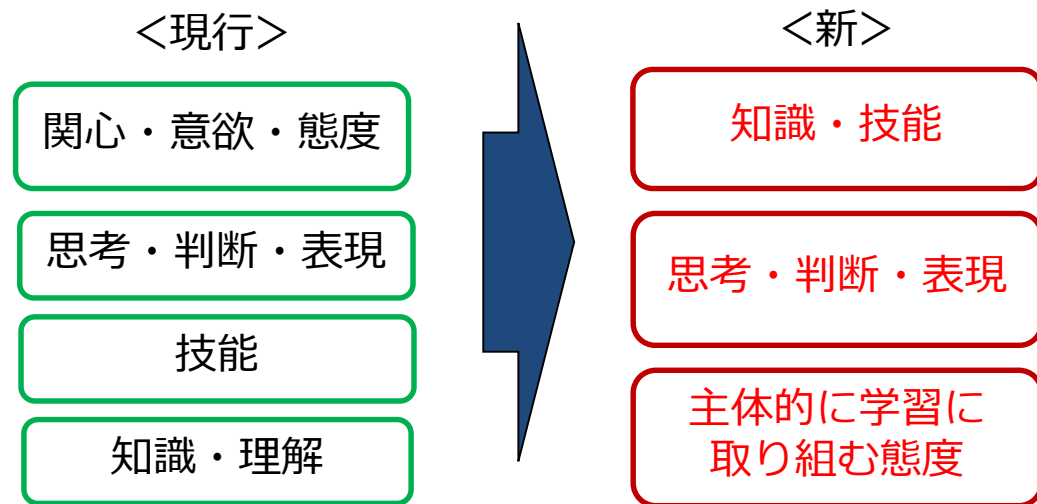 ＜現行＞
関心・意欲・態度
思考・判断・表現
技能
知識・理解
＜新＞
知識・技能
思考・判断・表現
主体的に学習に
取り組む態度